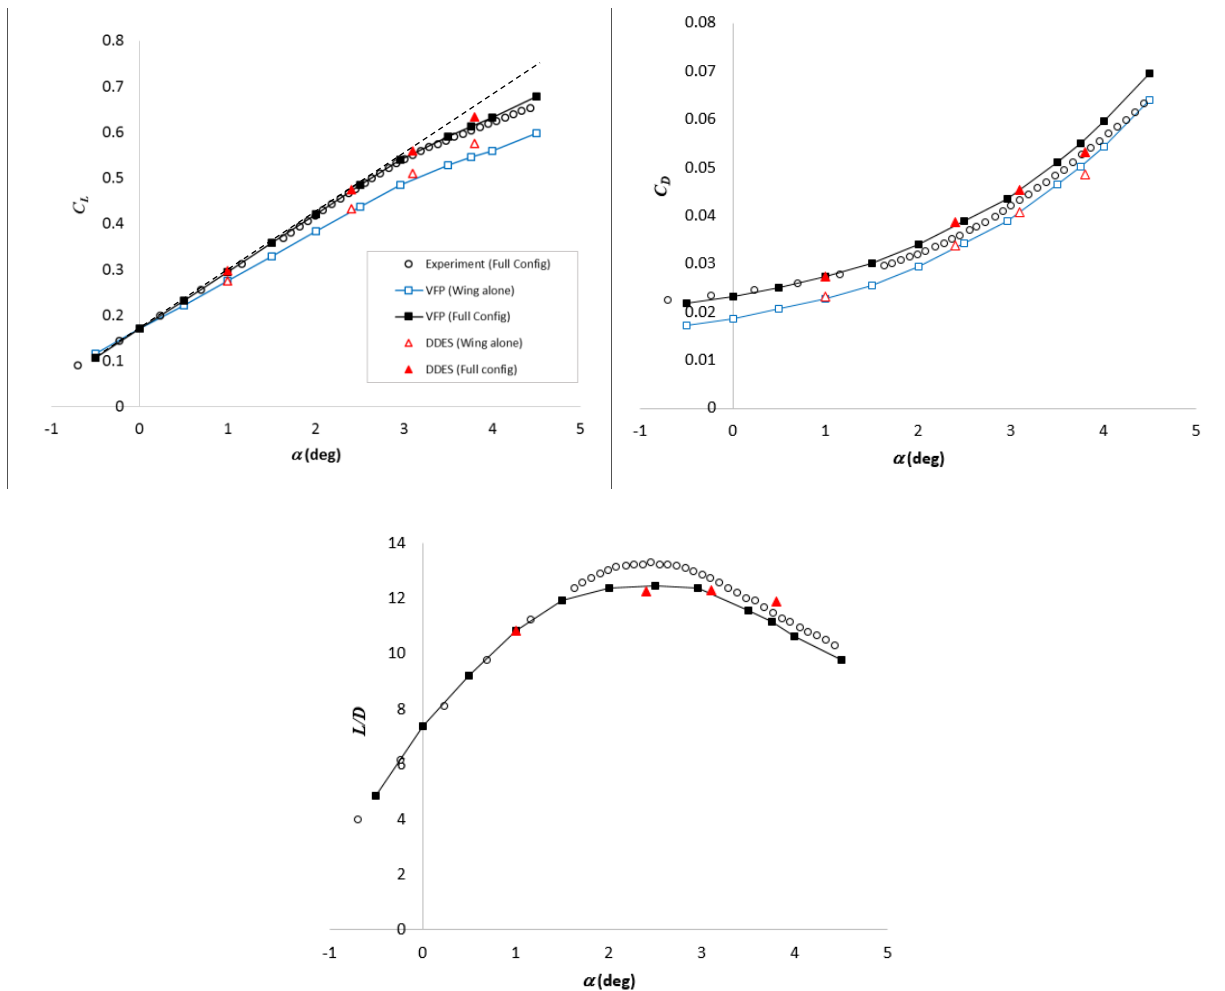 0.8
0.7
0.6
0.5
0.4
0.3
0.2
0.1
0
C_L
-1 0 1 2 3 4 5
α (deg)
Experiment (Full Config)
VFP (Wing alone)
VFP (Full Config)
DDES (Wing alone)
DDES (Full config)
0.08
0.07
0.06
0.05
0.04
0.03
0.02
0.01
0
C_D
-1 0 1 2 3 4 5
α (deg)
14
12
10
8
6
4
2
0
L/D
-1 0 1 2 3 4 5
α (deg)